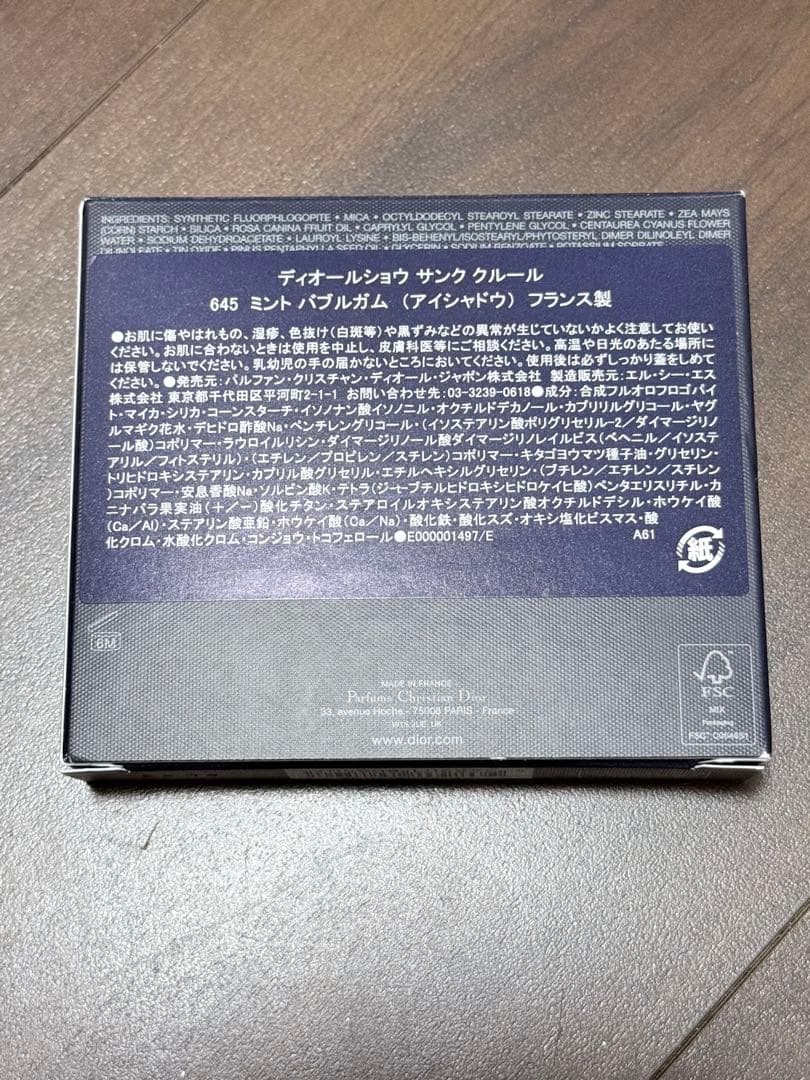 INGREDIENTS: SYNTHETIC FLUORPHLOGOPITE • MICA • OCTYLDODECYL STEAROYL STEARATE • ZINC STEARATE • ZEA MAYS
(CORN) STARCH • SILICA • ROSA CANINA FRUIT OIL • CAPRYLYL GLYCOL • PENTYLENE GLYCOL • CENTAUREA CYANUS FLOWER
WATER • SODIUM DEHYDROACETATE • LAUROYL LYSINE • BIS-BEHENYL/ISOSTEARYL/PHYTOSTERYL DIMER DILINOLEYL DIMER
DILINOLEATE • TIN OXIDE • PINUS PENTAPHYLLA SEED OIL • GLYCERIN • SODIUM BENZOATE • POTASSIUM SORBATE
ディオールショウ サンク クルール
645 ミント バブルガム (アイシャドウ) フランス製
●お肌に傷やはれもの、湿疹、色抜け(白斑等)や黒ずみなどの異常が生じていないかよく注意してお使い
ください。お肌に合わないときは使用を中止し、皮膚科医等にご相談ください。高温や日光のあたる場所に
は保管しないでください。乳幼児の手の届かないところにおいてください。使用後は必ずしっかり蓋をしめて
ください。●発売元:パルファン・クリスチャン・ディオール・ジャポン株式会社 製造販売元:エル・シー・エス
株式会社 東京都千代田区平河町2-1-1 お問い合わせ先:03-3239-0618●成分:合成フルオロフロゴパイ
ト・マイカ・シリカ・コーンスターチ・イソノナン酸イソノニル・オクチルドデカノール・カプリリルグリコール・ヤグ
ルマギク花水・デヒドロ酢酸Na・ペンチレングリコール・(イソステアリン酸ポリグリセリル-2/ダイマージリノ
ール酸)コポリマー・ラウロイルリシン・ダイマージリノール酸ダイマージリノレイルビス(ベヘニル/イソステ
アリル/フィトステリル)・(エチレン/プロピレン/スチレン)コポリマー・キタゴヨウマツ種子油・グリセリン・
トリヒドロキシステアリン・カプリル酸グリセリル・エチルヘキシルグリセリン・(ブチレン/エチレン/スチレン
)コポリマー・安息香酸Na・ソルビン酸K・テトラ(ジ-t-ブチルヒドロキシヒドロケイヒ酸)ペンタエリスリチル・カ
ニナバラ果実油(+/-)酸化チタン・ステアロイルオキシステアリン酸オクチルドデシル・ホウケイ酸
(Ca/Al)・ステアリン酸亜鉛・ホウケイ酸(Ca/Na)・酸化鉄・酸化スズ・オキシ塩化ビスマス・酸
化クロム・水酸化クロム・コンジョウ・トコフェロール●E000001497/E A61
紙
6M
MADE IN FRANCE
Parfums Christian Dior
33, avenue Hoche - 75008 PARIS - France
W1S 2UE, UK
www.dior.com
FSC
MIX
Packaging
FSC® C004631